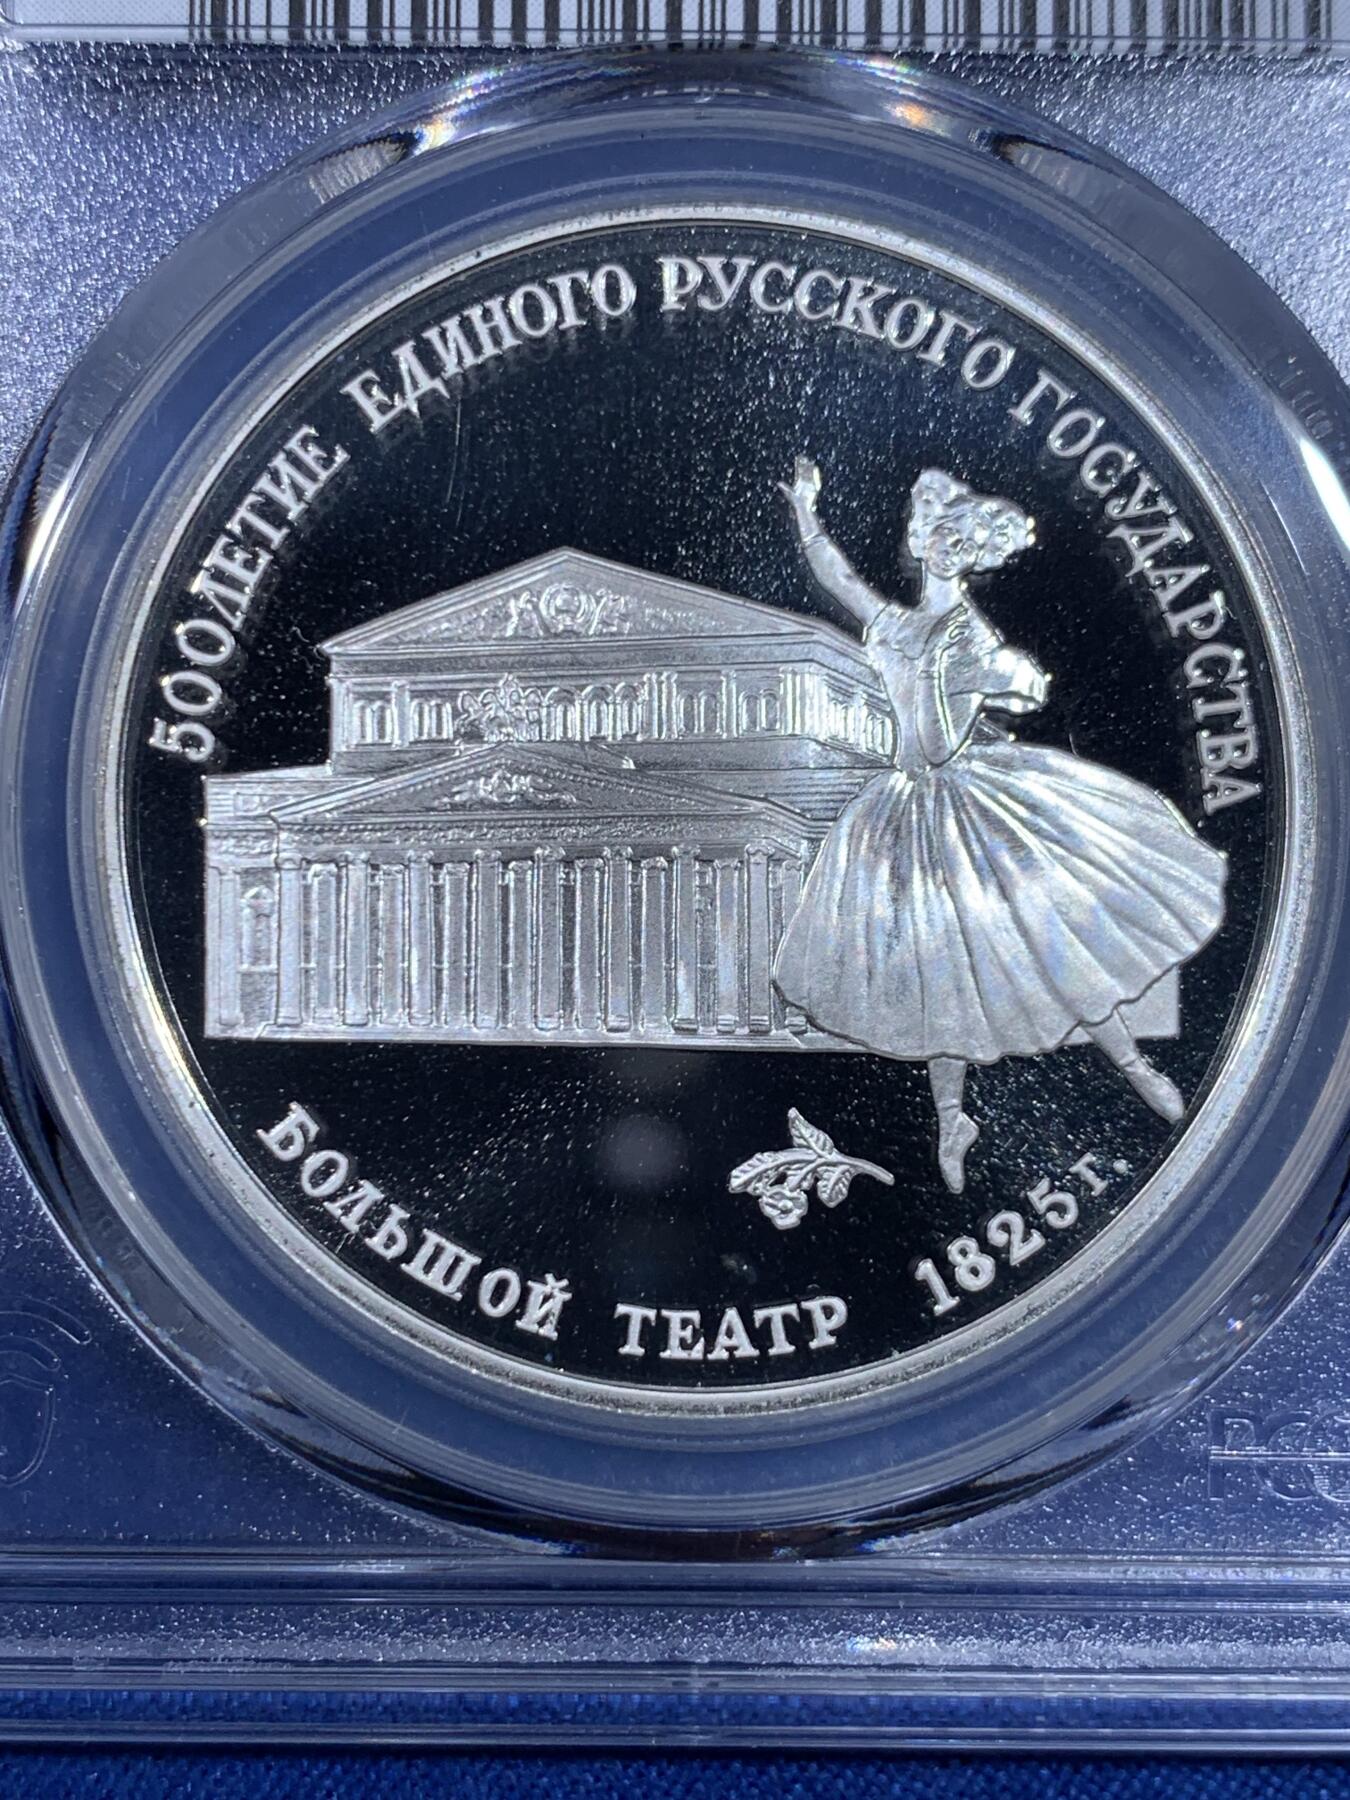 500ЛЕТИЕ ЕДИНОГО РУССКОГО ГОСУДАРСТВА
БОЛЬШОЙ ТЕАТР 1825г.